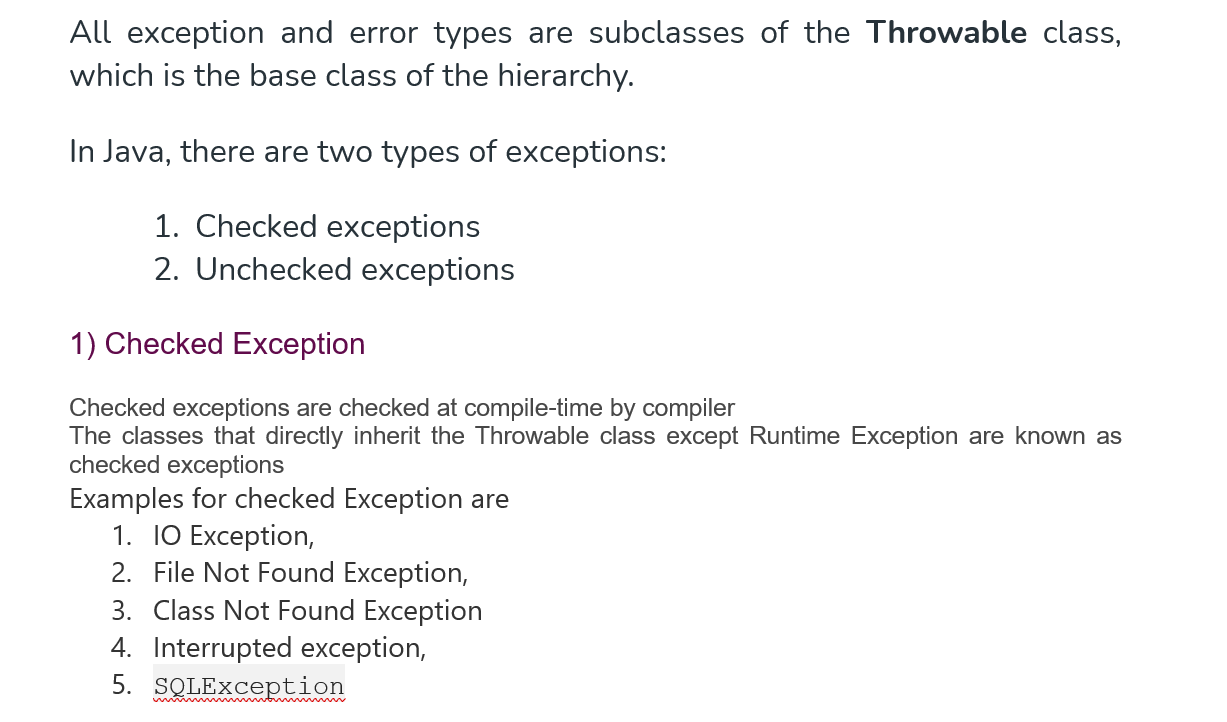 All exception and error types are subclasses of the Throwable class,
which is the base class of the hierarchy.
In Java, there are two types of exceptions:
1. Checked exceptions
2. Unchecked exceptions
1) Checked Exception
Checked exceptions are checked at compile-time by compiler
The classes that directly inherit the Throwable class except Runtime Exception are known as
checked exceptions
Examples for checked Exception are
1. IO Exception,
2. File Not Found Exception,
3. Class Not Found Exception
4. Interrupted exception,
5. SQLException